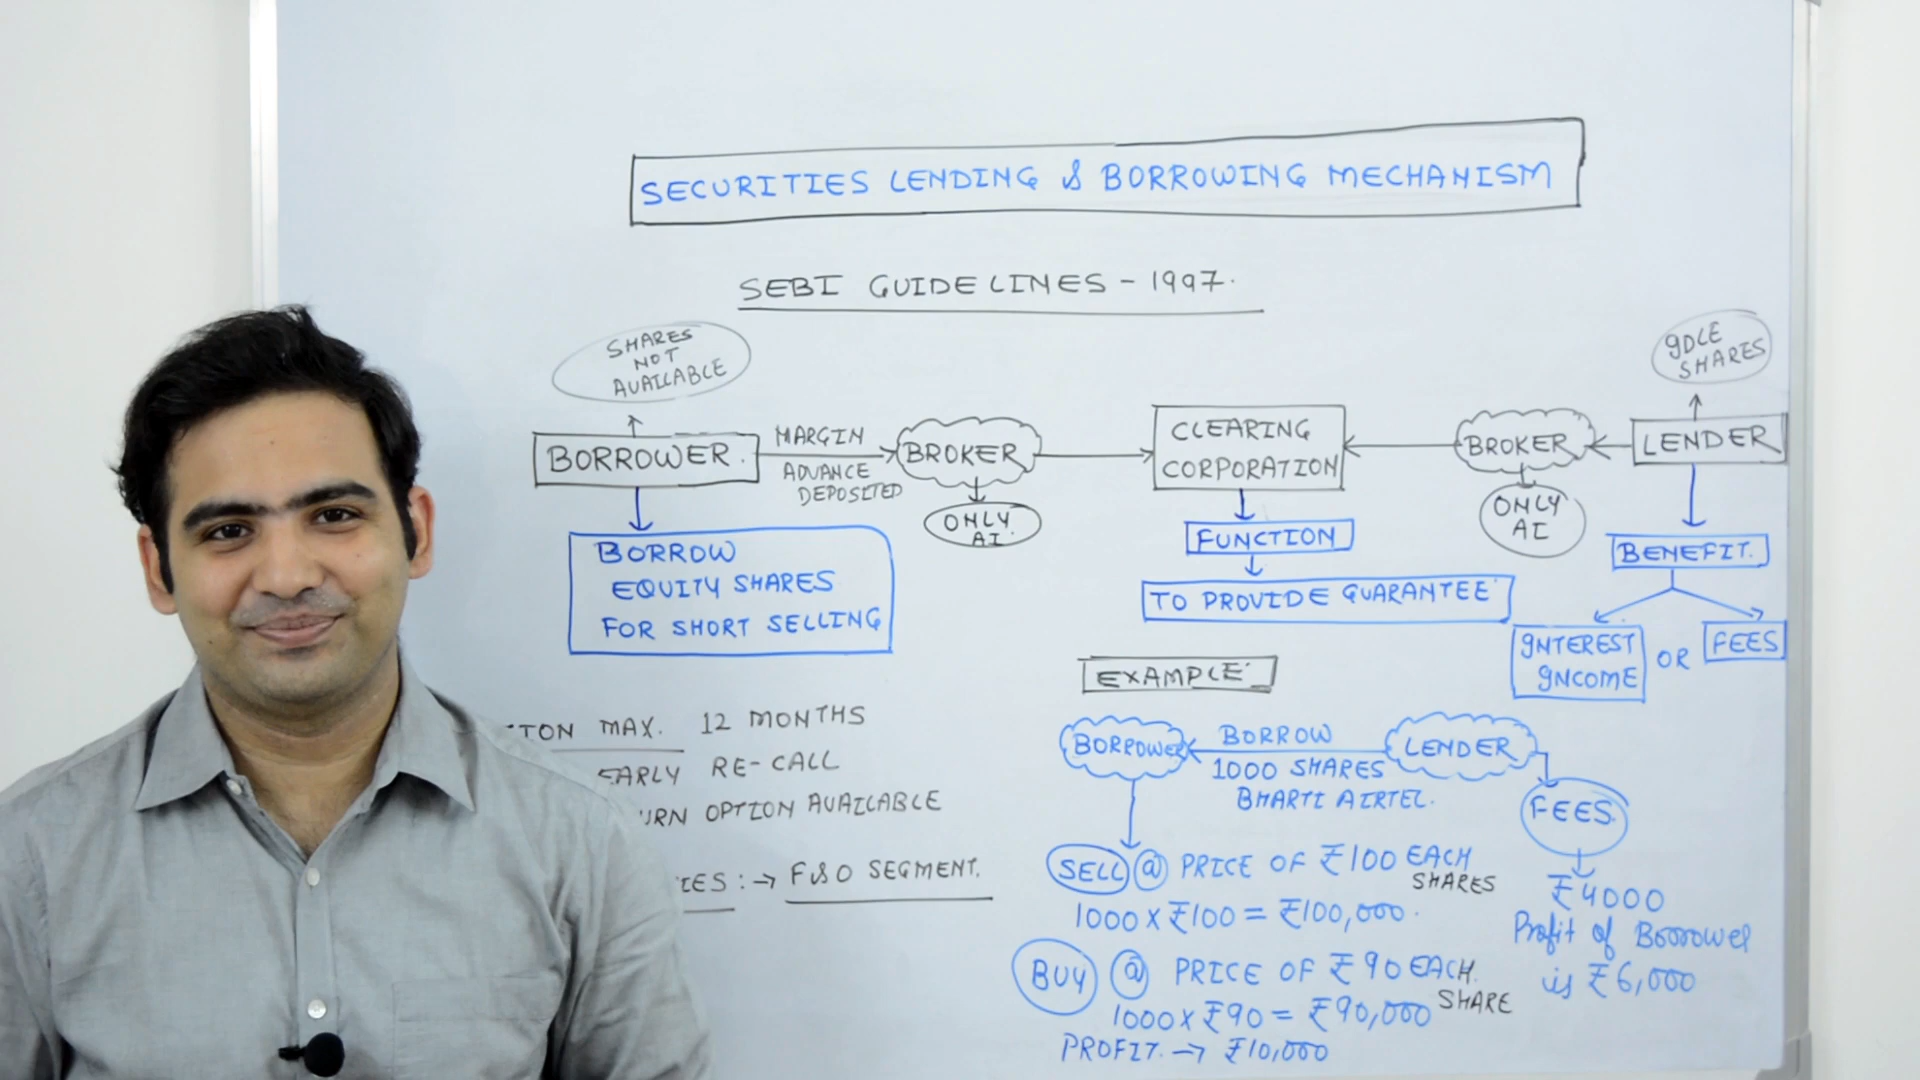 SECURITIES LENDING & BORROWING MECHANISM
SEBI GUIDELINES - 1997.
SHARES
NOT
AVAILABLE
IDLE
SHARES
BORROWER.
MARGIN
ADVANCE
DEPOSITED
BROKER
ONLY
AI.
CLEARING
CORPORATION
BROKER
ONLY
AI
LENDER
BORROW
EQUITY SHARES
FOR SHORT SELLING
FUNCTION
TO PROVIDE GUARANTEE
BENEFIT.
INTEREST
INCOME
OR
FEES
MAX. 12 MONTHS
EARLY RE-CALL
OPTION AVAILABLE
:→ F&O SEGMENT.
EXAMPLE:
BORROWER
BORROW
1000 SHARES
BHARTI AIRTEL.
LENDER
FEES
₹4000
Profit of Borrower
is ₹6,000
SELL @ PRICE OF ₹100 EACH
SHARES
1000 X ₹100 = ₹100,000.
BUY @ PRICE OF ₹90 EACH.
SHARE
1000 X ₹90 = ₹90,000
PROFIT. → ₹10,000